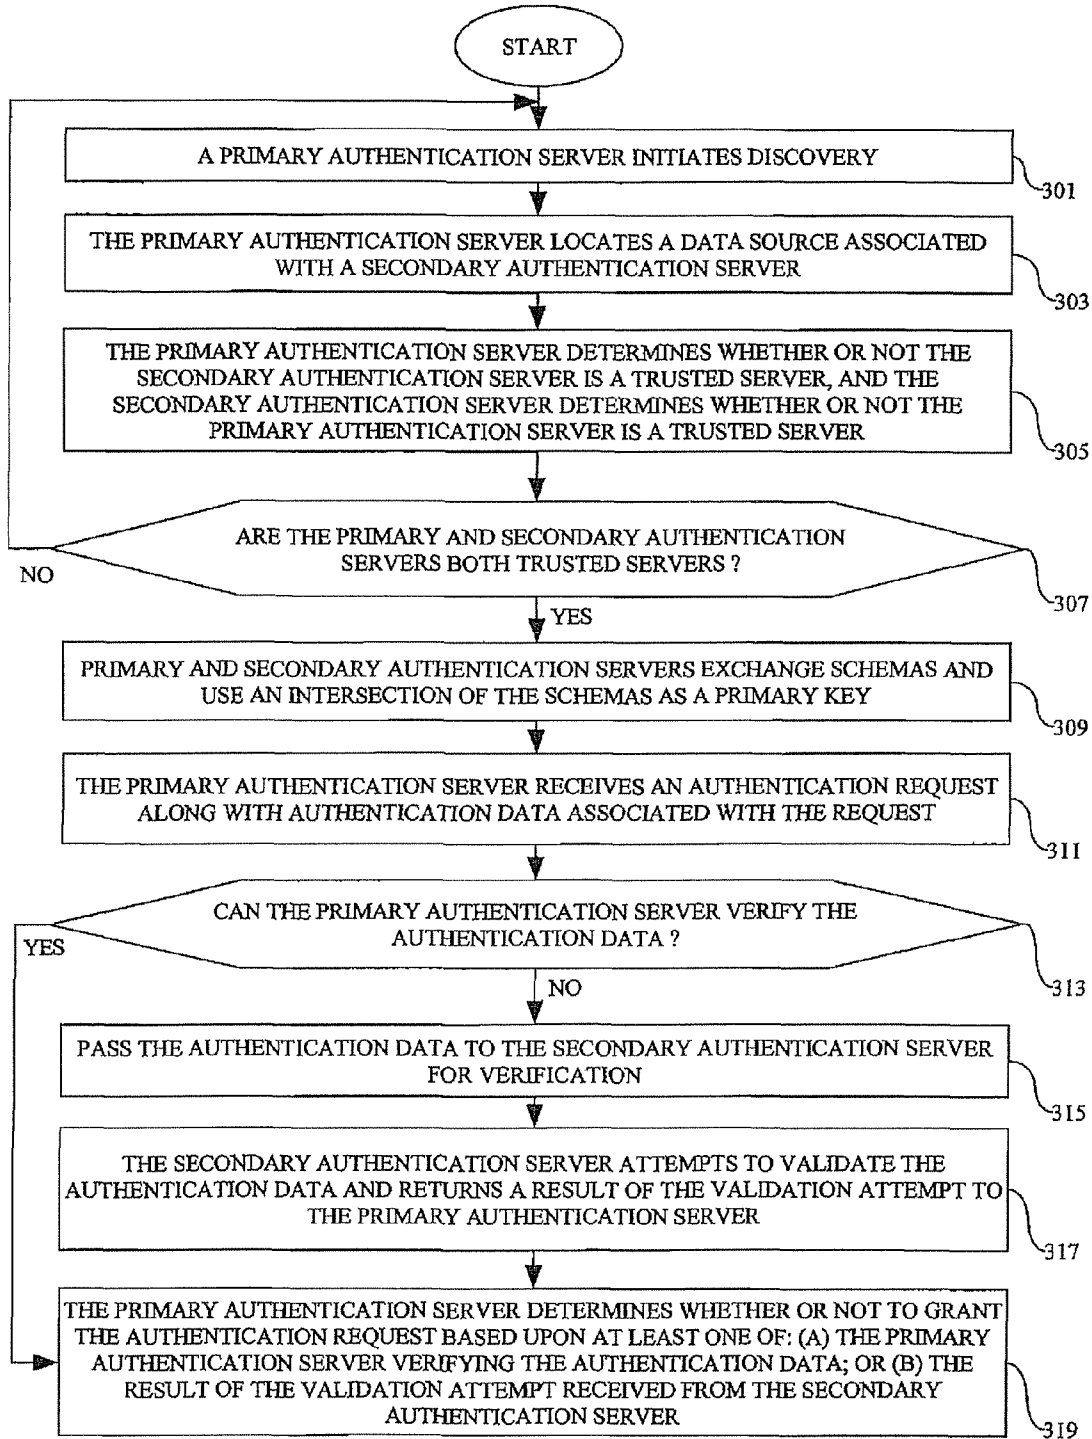 START
A PRIMARY AUTHENTICATION SERVER INITIATES DISCOVERY
301
THE PRIMARY AUTHENTICATION SERVER LOCATES A DATA SOURCE ASSOCIATED
WITH A SECONDARY AUTHENTICATION SERVER
303
THE PRIMARY AUTHENTICATION SERVER DETERMINES WHETHER OR NOT THE
SECONDARY AUTHENTICATION SERVER IS A TRUSTED SERVER, AND THE
SECONDARY AUTHENTICATION SERVER DETERMINES WHETHER OR NOT THE
PRIMARY AUTHENTICATION SERVER IS A TRUSTED SERVER
305
ARE THE PRIMARY AND SECONDARY AUTHENTICATION
SERVERS BOTH TRUSTED SERVERS ?
NO
307
YES
PRIMARY AND SECONDARY AUTHENTICATION SERVERS EXCHANGE SCHEMAS AND
USE AN INTERSECTION OF THE SCHEMAS AS A PRIMARY KEY
309
THE PRIMARY AUTHENTICATION SERVER RECEIVES AN AUTHENTICATION REQUEST
ALONG WITH AUTHENTICATION DATA ASSOCIATED WITH THE REQUEST
311
CAN THE PRIMARY AUTHENTICATION SERVER VERIFY THE
AUTHENTICATION DATA ?
YES
313
NO
PASS THE AUTHENTICATION DATA TO THE SECONDARY AUTHENTICATION SERVER
FOR VERIFICATION
315
THE SECONDARY AUTHENTICATION SERVER ATTEMPTS TO VALIDATE THE
AUTHENTICATION DATA AND RETURNS A RESULT OF THE VALIDATION ATTEMPT TO
THE PRIMARY AUTHENTICATION SERVER
317
THE PRIMARY AUTHENTICATION SERVER DETERMINES WHETHER OR NOT TO GRANT
THE AUTHENTICATION REQUEST BASED UPON AT LEAST ONE OF: (A) THE PRIMARY
AUTHENTICATION SERVER VERIFYING THE AUTHENTICATION DATA; OR (B) THE
RESULT OF THE VALIDATION ATTEMPT RECEIVED FROM THE SECONDARY
AUTHENTICATION SERVER
319